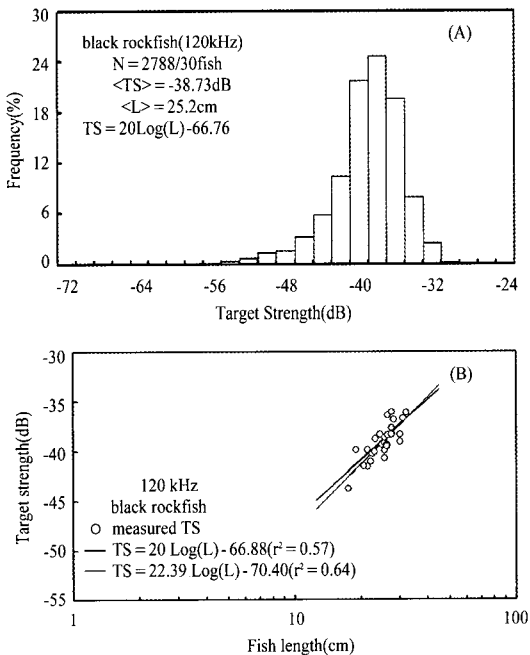 30
24
18
12
6
0
Frequency(%)
(A)
black rockfish(120kHz)
N = 2788/30fish
<TS> = -38.73dB
<L> = 25.2cm
TS = 20Log(L) -66.76
-72 -64 -56 -48 -40 -32 -24
Target Strength(dB)
-30
-35
-40
-45
-50
-55
Target strength(dB)
(B)
120 kHz
black rockfish
measured TS
TS = 20 Log(L) - 66.88(r² = 0.57)
TS = 22.39 Log(L) - 70.40(r² = 0.64)
1 10 100
Fish length(cm)